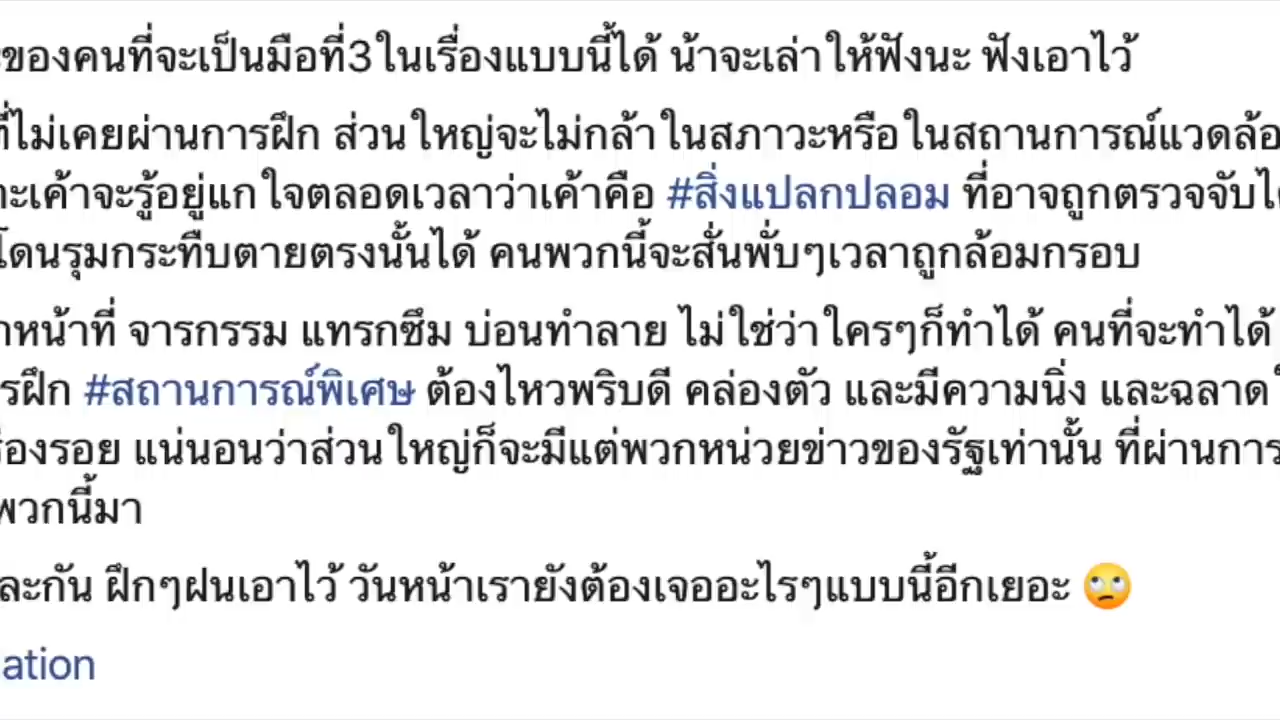 ของคนที่จะเป็นมือที่3ในเรื่องแบบนี้ได้ น้าจะเล่าให้ฟังนะ ฟังเอาไว้
ที่ไม่เคยผ่านการฝึก ส่วนใหญ่จะไม่กล้าในสภาวะหรือในสถานการณ์แวดล้อ
ะเค้าจะรู้อยู่แกใจตลอดเวลาว่าเค้าคือ #สิ่งแปลกปลอม ที่อาจถูกตรวจจับได้
โดนรุมกระทืบตายตรงนั้นได้ คนพวกนี้จะสั่นพั่บๆเวลาถูกล้อมกรอบ
าหน้าที่ จารกรรม แทรกซึม บ่อนทำลาย ไม่ใช่ว่าใครๆก็ทำได้ คนที่จะทำได้
รฝึก #สถานการณ์พิเศษ ต้องไหวพริบดี คล่องตัว และมีความนิ่ง และฉลาด
ร่องรอย แน่นอนว่าส่วนใหญ่ก็จะมีแต่พวกหน่วยข่าวของรัฐเท่านั้น ที่ผ่านการ
พวกนี้มา
ละกัน ฝึกๆฝนเอาไว้ วันหน้าเรายังต้องเจออะไรๆแบบนี้อีกเยอะ 🙄
ation